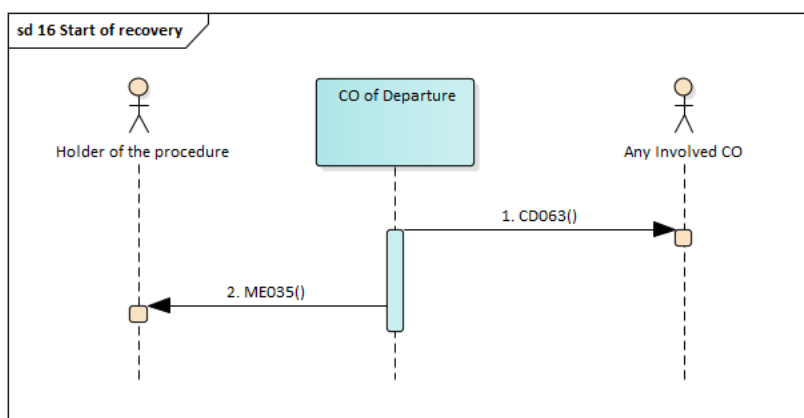 sd 16 Start of recovery
CO of Departure
Holder of the procedure
Any Involved CO
1. CD063()
2. ME035()